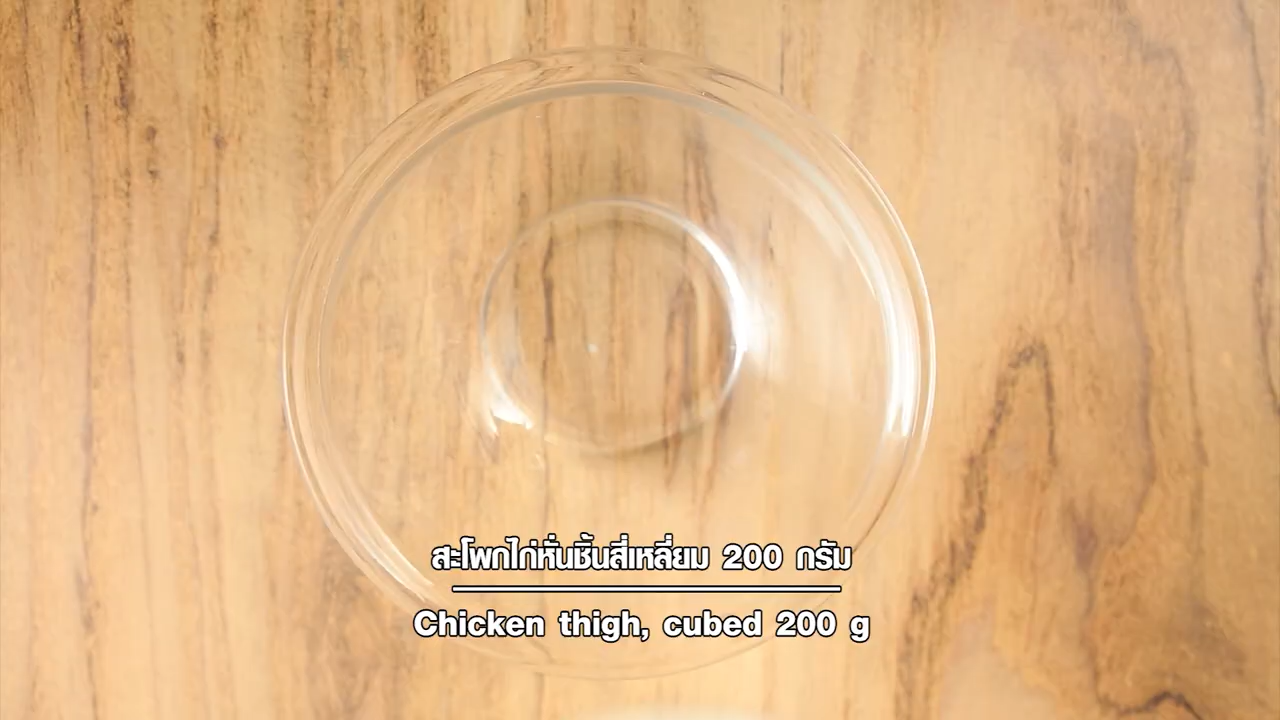 สะโพกไก่หั่นชิ้นสี่เหลี่ยม 200 กรัม
Chicken thigh, cubed 200 g